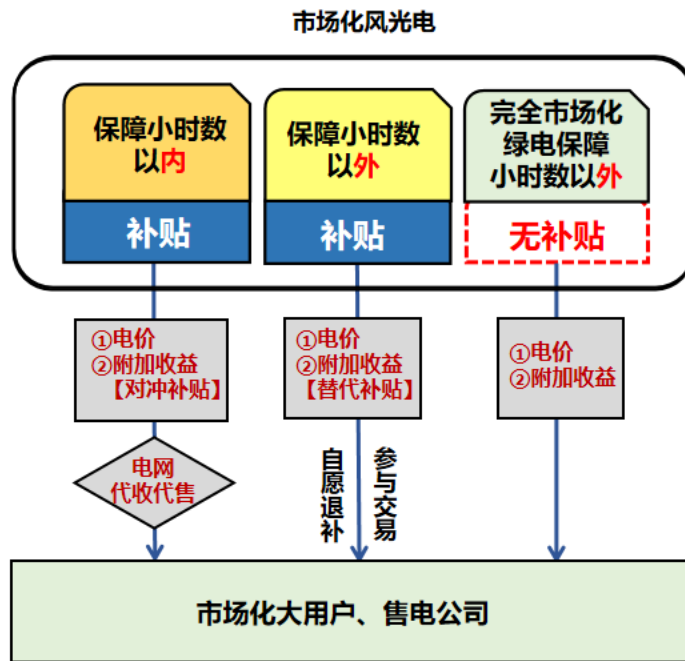 市场化风光电
保障小时数
以内
补贴
保障小时数
以外
补贴
完全市场化
绿电保障
小时数以外
无补贴
①电价
②附加收益
【对冲补贴】
①电价
②附加收益
【替代补贴】
①电价
②附加收益
电网
代收代售
自愿退补
参与交易
市场化大用户、售电公司